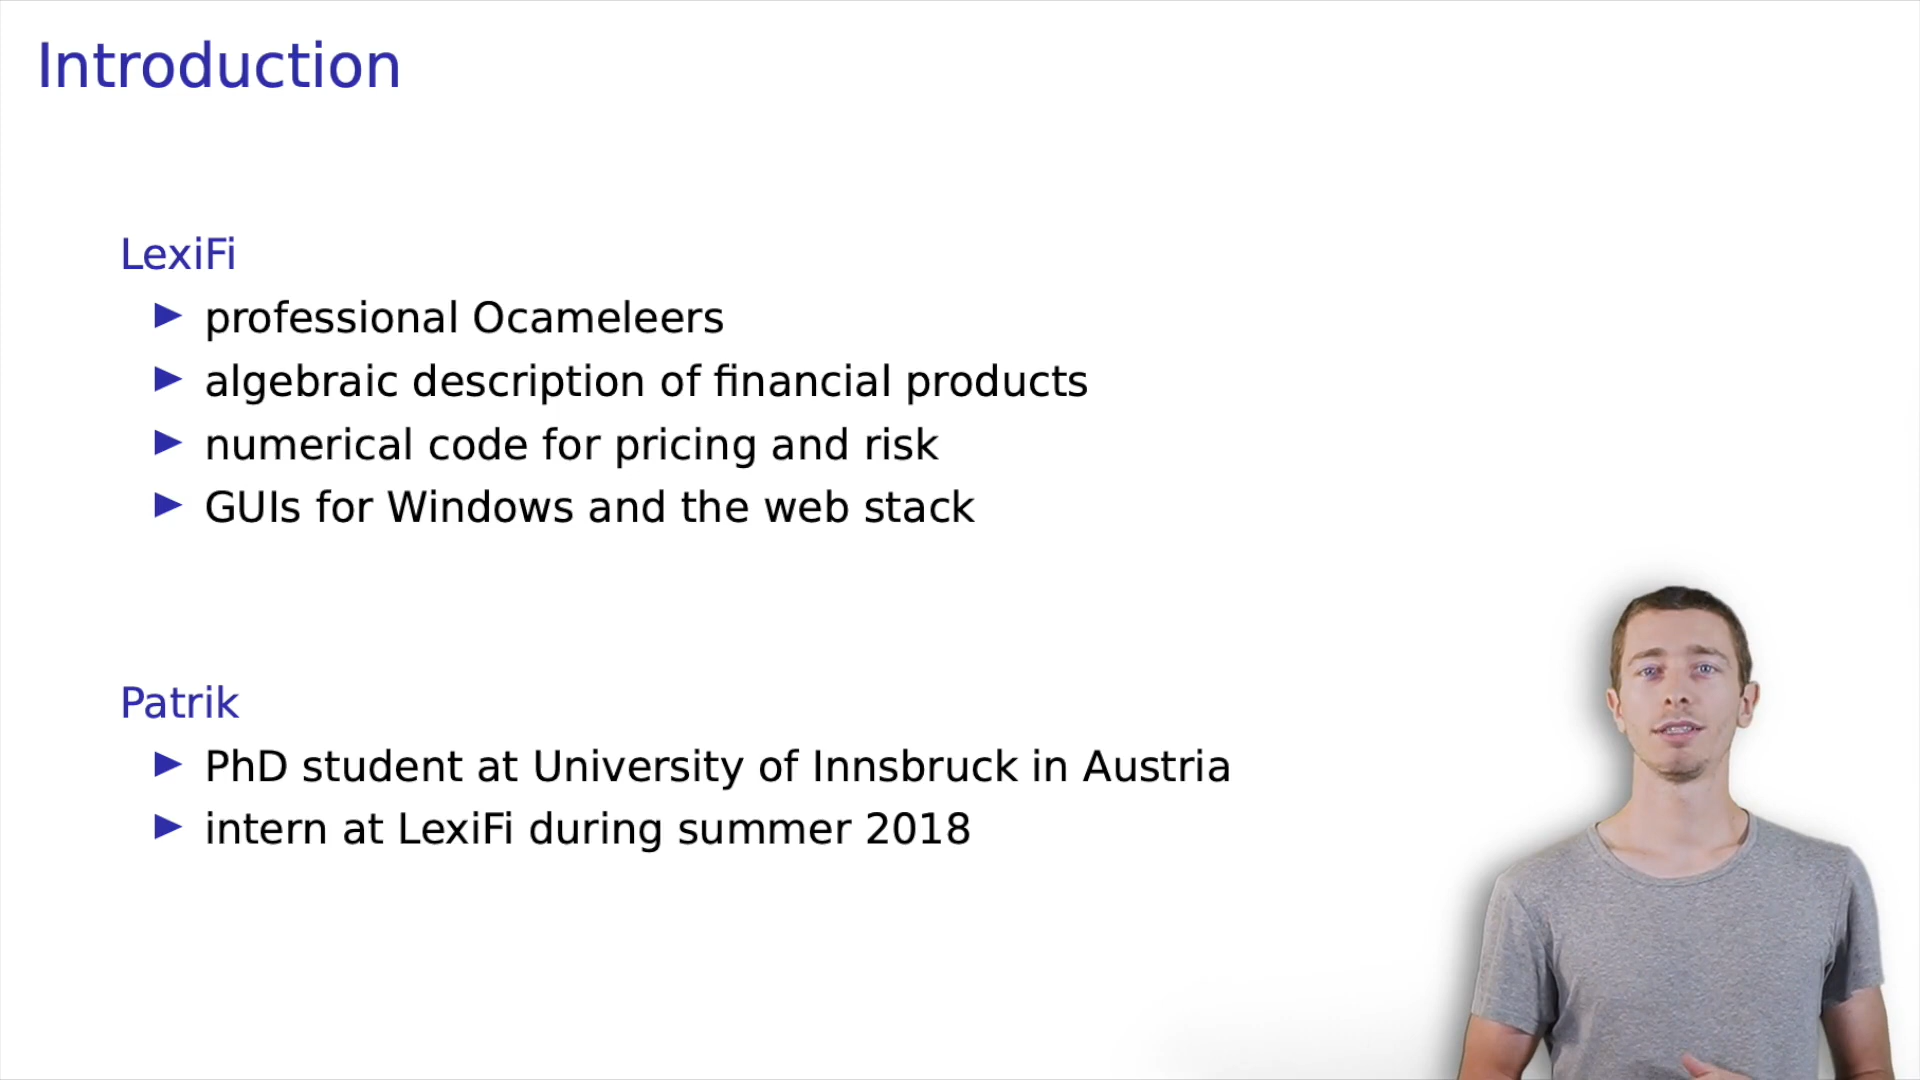 Introduction
LexiFi
▶ professional Ocameleers
▶ algebraic description of financial products
▶ numerical code for pricing and risk
▶ GUIs for Windows and the web stack
Patrik
▶ PhD student at University of Innsbruck in Austria
▶ intern at LexiFi during summer 2018